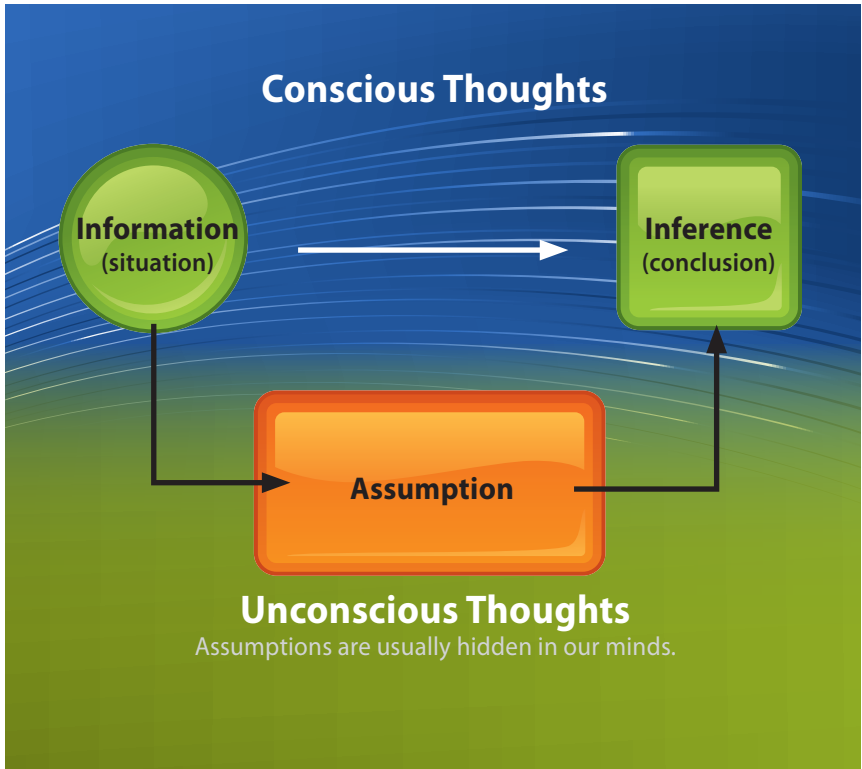 Conscious Thoughts
Information
(situation)
Inference
(conclusion)
Assumption
Unconscious Thoughts
Assumptions are usually hidden in our minds.